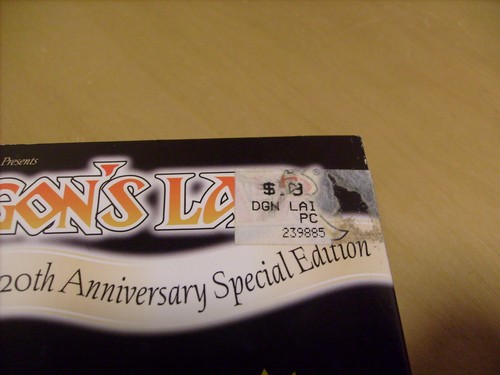 Presents
GON'S LA
$.
DGN LAI
PC
239885
20th Anniversary Special Edition